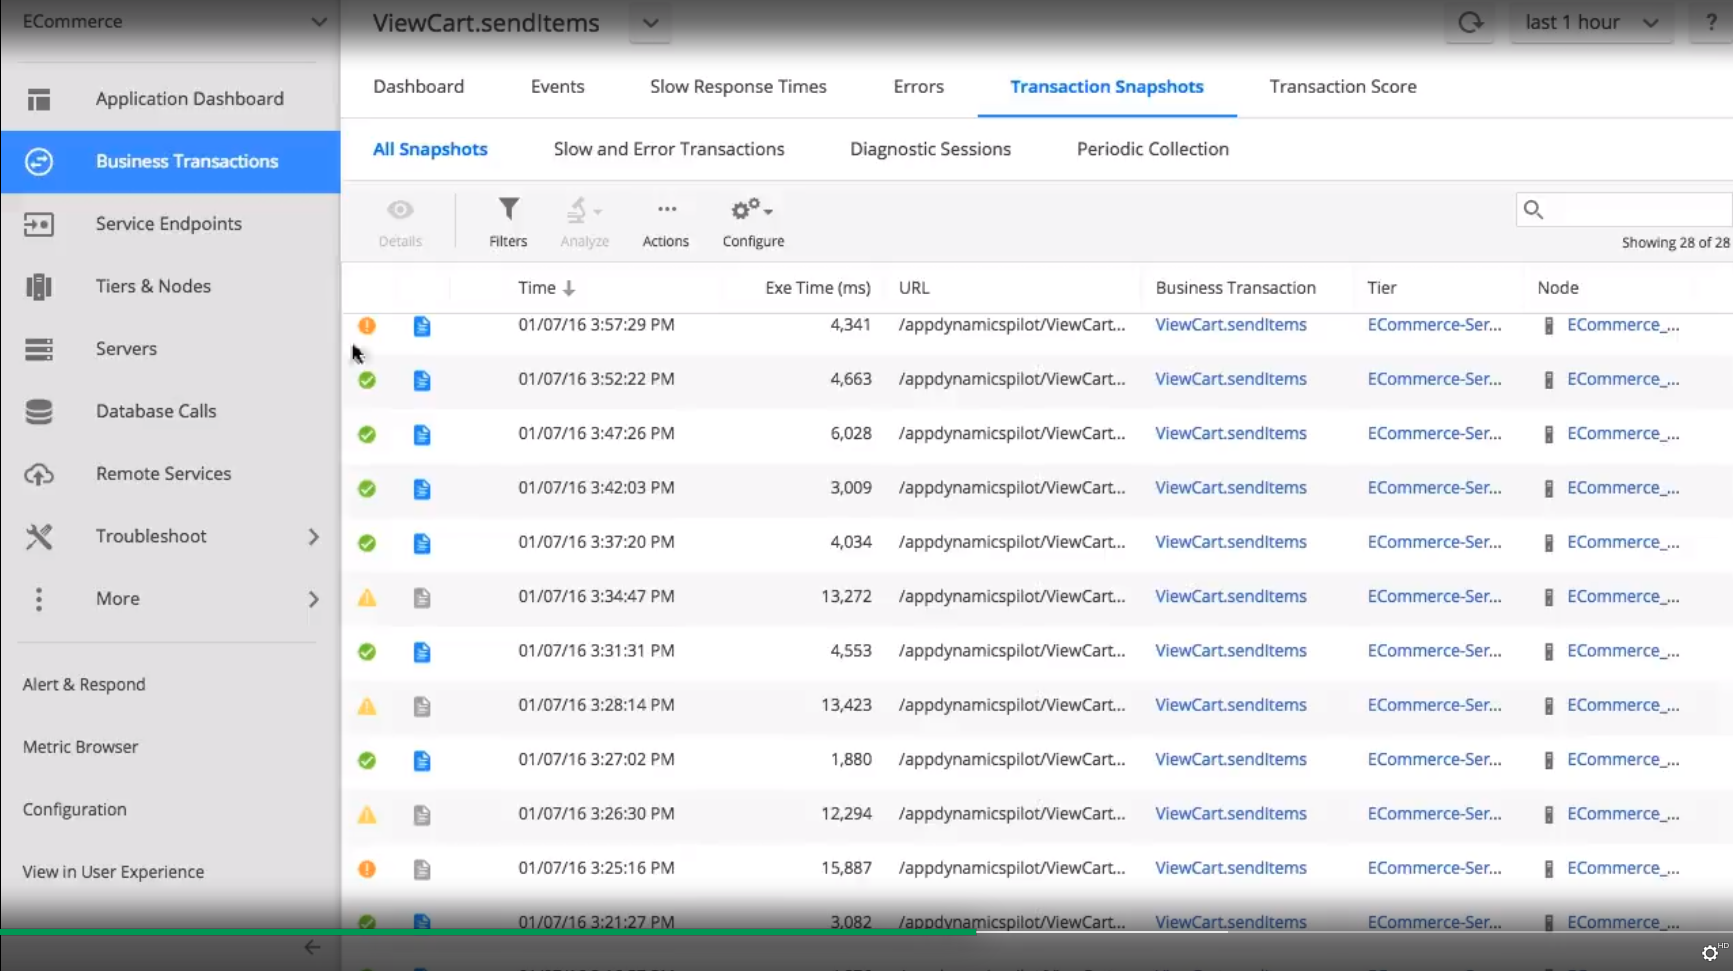 ECommerce
ViewCart.sendItems
last 1 hour
?
Application Dashboard
Business Transactions
Service Endpoints
Tiers & Nodes
Servers
Database Calls
Remote Services
Troubleshoot
More
Alert & Respond
Metric Browser
Configuration
View in User Experience
Dashboard Events Slow Response Times Errors Transaction Snapshots Transaction Score
All Snapshots Slow and Error Transactions Diagnostic Sessions Periodic Collection
Details Filters Analyze Actions Configure
Showing 28 of 28
Time Exe Time (ms) URL Business Transaction Tier Node
01/07/16 3:57:29 PM 4,341 /appdynamicspilot/ViewCart... ViewCart.sendItems ECommerce-Ser... ECommerce_...
01/07/16 3:52:22 PM 4,663 /appdynamicspilot/ViewCart... ViewCart.sendItems ECommerce-Ser... ECommerce_...
01/07/16 3:47:26 PM 6,028 /appdynamicspilot/ViewCart... ViewCart.sendItems ECommerce-Ser... ECommerce_...
01/07/16 3:42:03 PM 3,009 /appdynamicspilot/ViewCart... ViewCart.sendItems ECommerce-Ser... ECommerce_...
01/07/16 3:37:20 PM 4,034 /appdynamicspilot/ViewCart... ViewCart.sendItems ECommerce-Ser... ECommerce_...
01/07/16 3:34:47 PM 13,272 /appdynamicspilot/ViewCart... ViewCart.sendItems ECommerce-Ser... ECommerce_...
01/07/16 3:31:31 PM 4,553 /appdynamicspilot/ViewCart... ViewCart.sendItems ECommerce-Ser... ECommerce_...
01/07/16 3:28:14 PM 13,423 /appdynamicspilot/ViewCart... ViewCart.sendItems ECommerce-Ser... ECommerce_...
01/07/16 3:27:02 PM 1,880 /appdynamicspilot/ViewCart... ViewCart.sendItems ECommerce-Ser... ECommerce_...
01/07/16 3:26:30 PM 12,294 /appdynamicspilot/ViewCart... ViewCart.sendItems ECommerce-Ser... ECommerce_...
01/07/16 3:25:16 PM 15,887 /appdynamicspilot/ViewCart... ViewCart.sendItems ECommerce-Ser... ECommerce_...
01/07/16 3:21:27 PM 3,082 /appdynamicspilot/ViewCart... ViewCart.sendItems ECommerce-Ser... ECommerce_...
HD